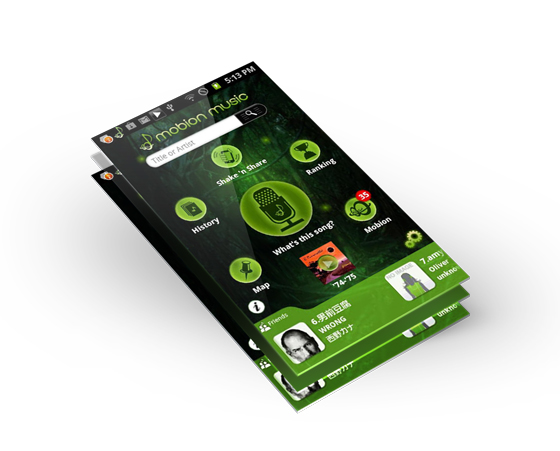 5:13 PM
mobion music
Title or Artist
Shake 'n Share
Ranking
History
What's this song?
35
Mobion
Map
'74-'75
Friends
6.男前豆腐
WRONG
西野カナ
7.am
Oliver
unkno